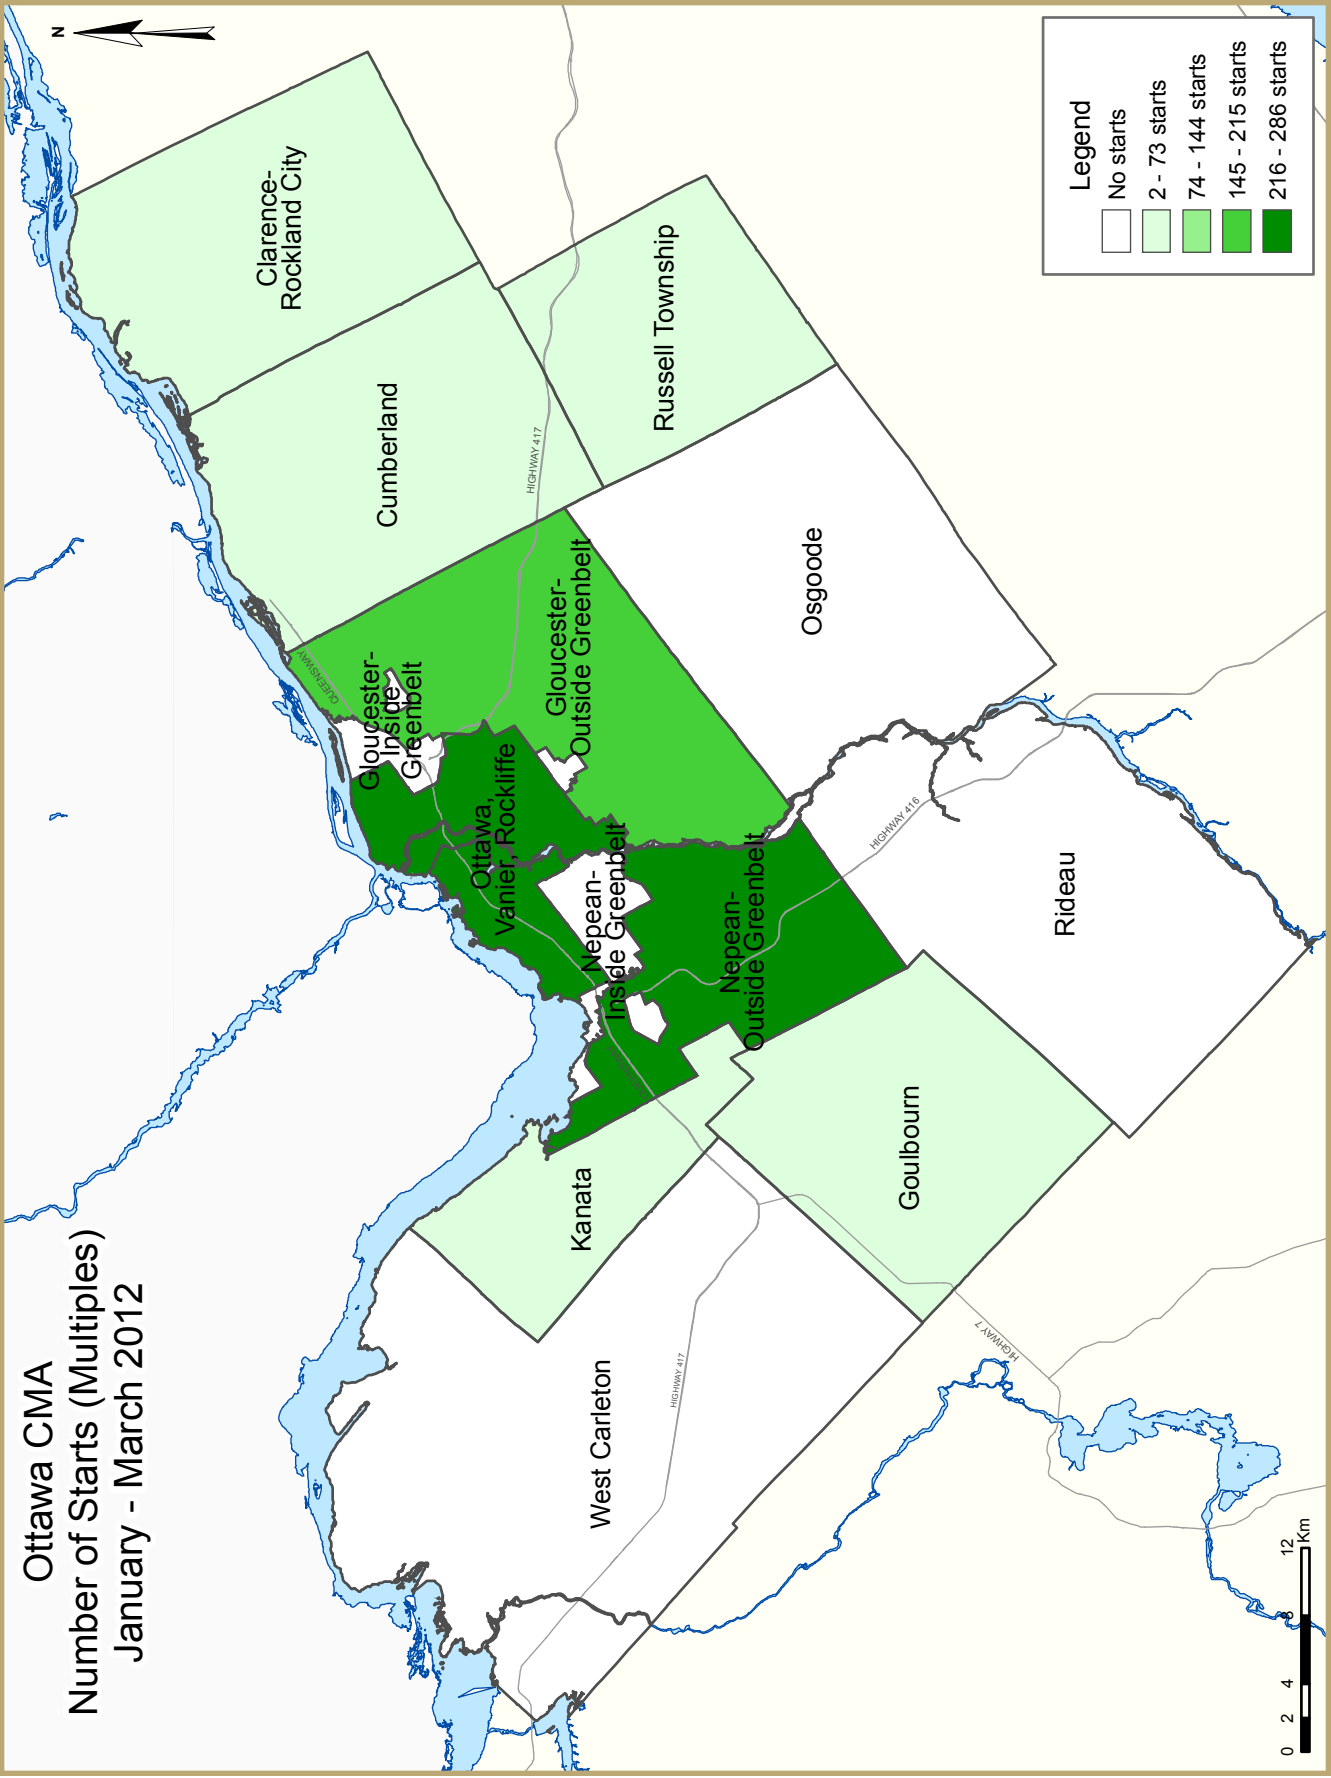 Ottawa CMA
Number of Starts (Multiples)
January - March 2012
N
Clarence-
Rockland City
Cumberland
Russell Township
HIGHWAY 417
QUEENSWAY
Gloucester-
Inside
Greenbelt
Gloucester-
Outside Greenbelt
Osgoode
Ottawa,
Vanier, Rockliffe
Nepean-
Inside Greenbelt
Nepean-
Outside Greenbelt
HIGHWAY 416
Rideau
Kanata
Goulbourn
West Carleton
HIGHWAY 417
HIGHWAY 7
Legend
No starts
2 - 73 starts
74 - 144 starts
145 - 215 starts
216 - 286 starts
0 2 4 8 12
Km